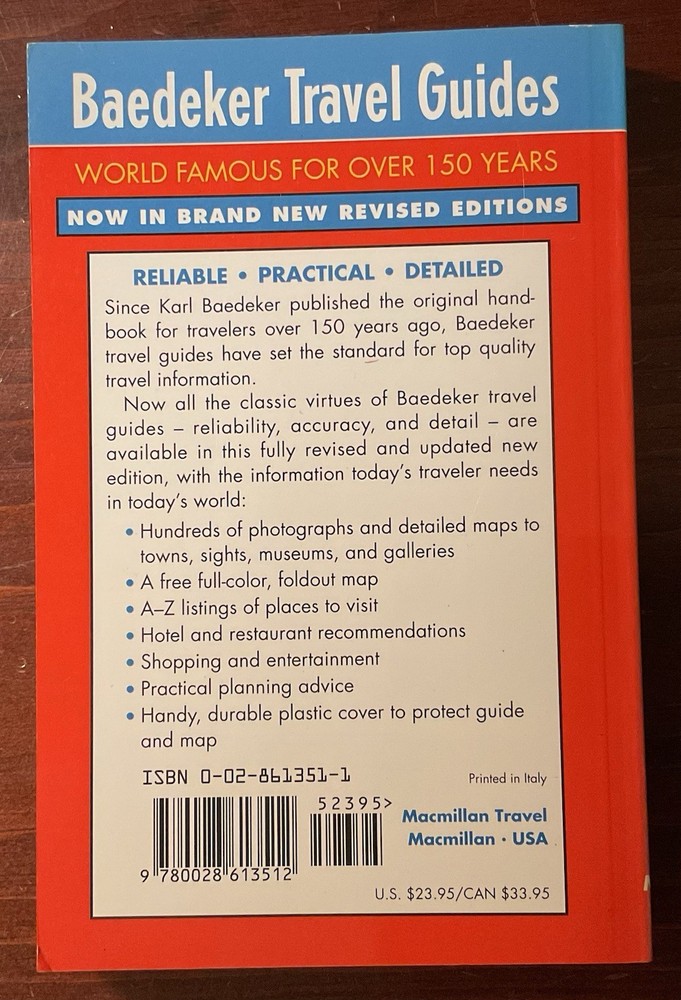 Baedeker Travel Guides
WORLD FAMOUS FOR OVER 150 YEARS
NOW IN BRAND NEW REVISED EDITIONS
RELIABLE • PRACTICAL • DETAILED
Since Karl Baedeker published the original hand-
book for travelers over 150 years ago, Baedeker
travel guides have set the standard for top quality
travel information.
Now all the classic virtues of Baedeker travel
guides – reliability, accuracy, and detail – are
available in this fully revised and updated new
edition, with the information today's traveler needs
in today's world:
• Hundreds of photographs and detailed maps to
towns, sights, museums, and galleries
• A free full-color, foldout map
• A–Z listings of places to visit
• Hotel and restaurant recommendations
• Shopping and entertainment
• Practical planning advice
• Handy, durable plastic cover to protect guide
and map
ISBN 0-02-861351-1
Printed in Italy
52395>
Macmillan Travel
Macmillan · USA
9 780028 613512
U.S. $23.95/CAN $33.95